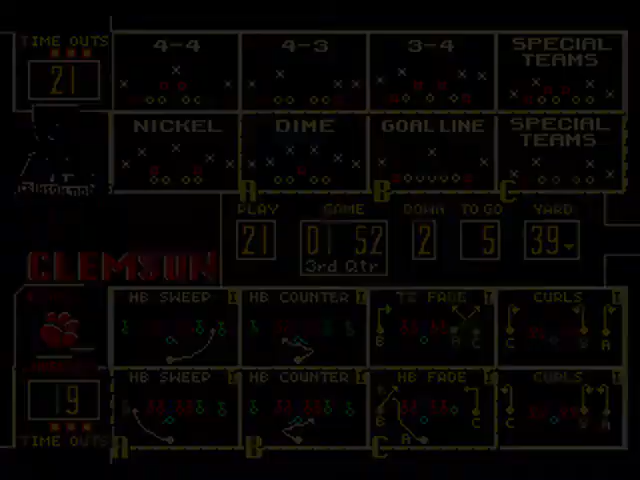 TIME OUTS
21
4-4
4-3
3-4
SPECIAL TEAMS
NICKEL
DIME
GOAL LINE
SPECIAL TEAMS
A
B
C
PLAY
GAME
DOWN
TO GO
YARD
21
01 52
2
5
39
3rd Qtr
CLEMSON
HB SWEEP
HB COUNTER
FADE
CURLS
B
A
C
C
A
19
TIME OUTS
HB SWEEP
HB COUNTER
HB FADE
CURLS
B
A
C
C
A
A
B
C